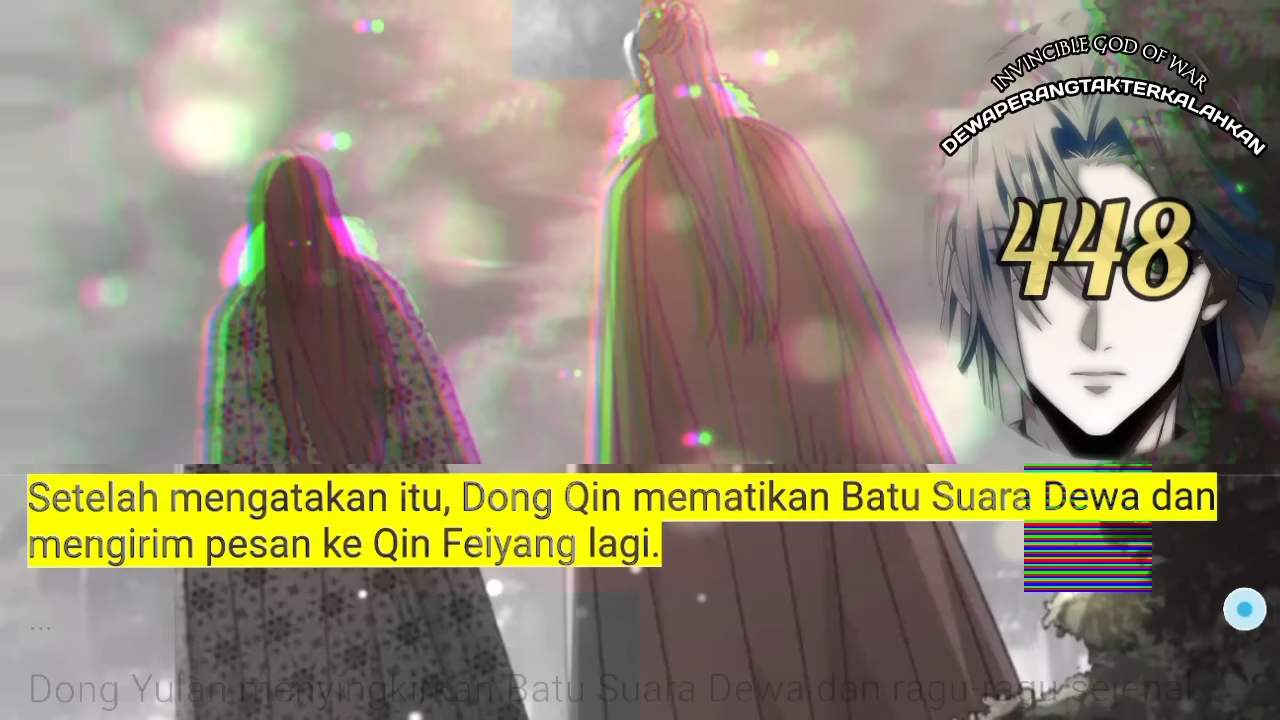 INVINCIBLE GOD OF WAR
DEWAPERANGTAKTERKALAHKAN
448
Setelah mengatakan itu, Dong Qin mematikan Batu Suara Dewa dan
mengirim pesan ke Qin Feiyang lagi.
...
Dong Yulan menyingkirkan Batu Suara Dewa dan ragu-ragu sejenak